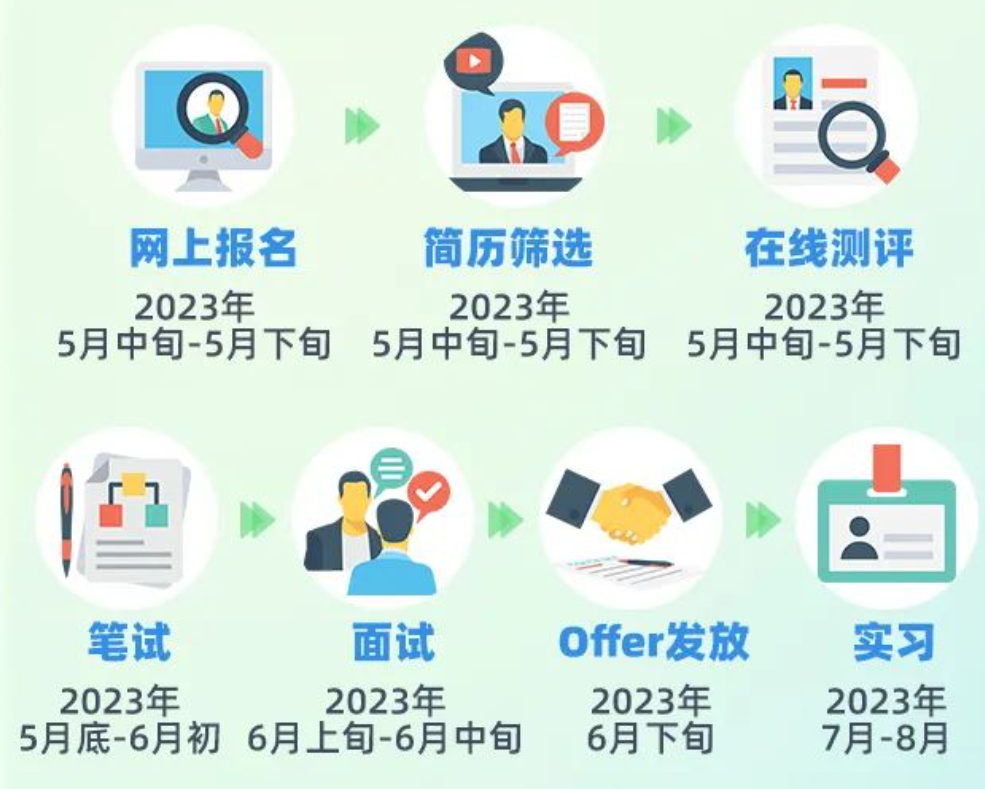 网上报名
简历筛选
在线测评
2023年
5月中旬-5月下旬
2023年
5月中旬-5月下旬
2023年
5月中旬-5月下旬
笔试
面试
Offer发放
实习
2023年
5月底-6月初
2023年
6月上旬-6月中旬
2023年
6月下旬
2023年
7月-8月